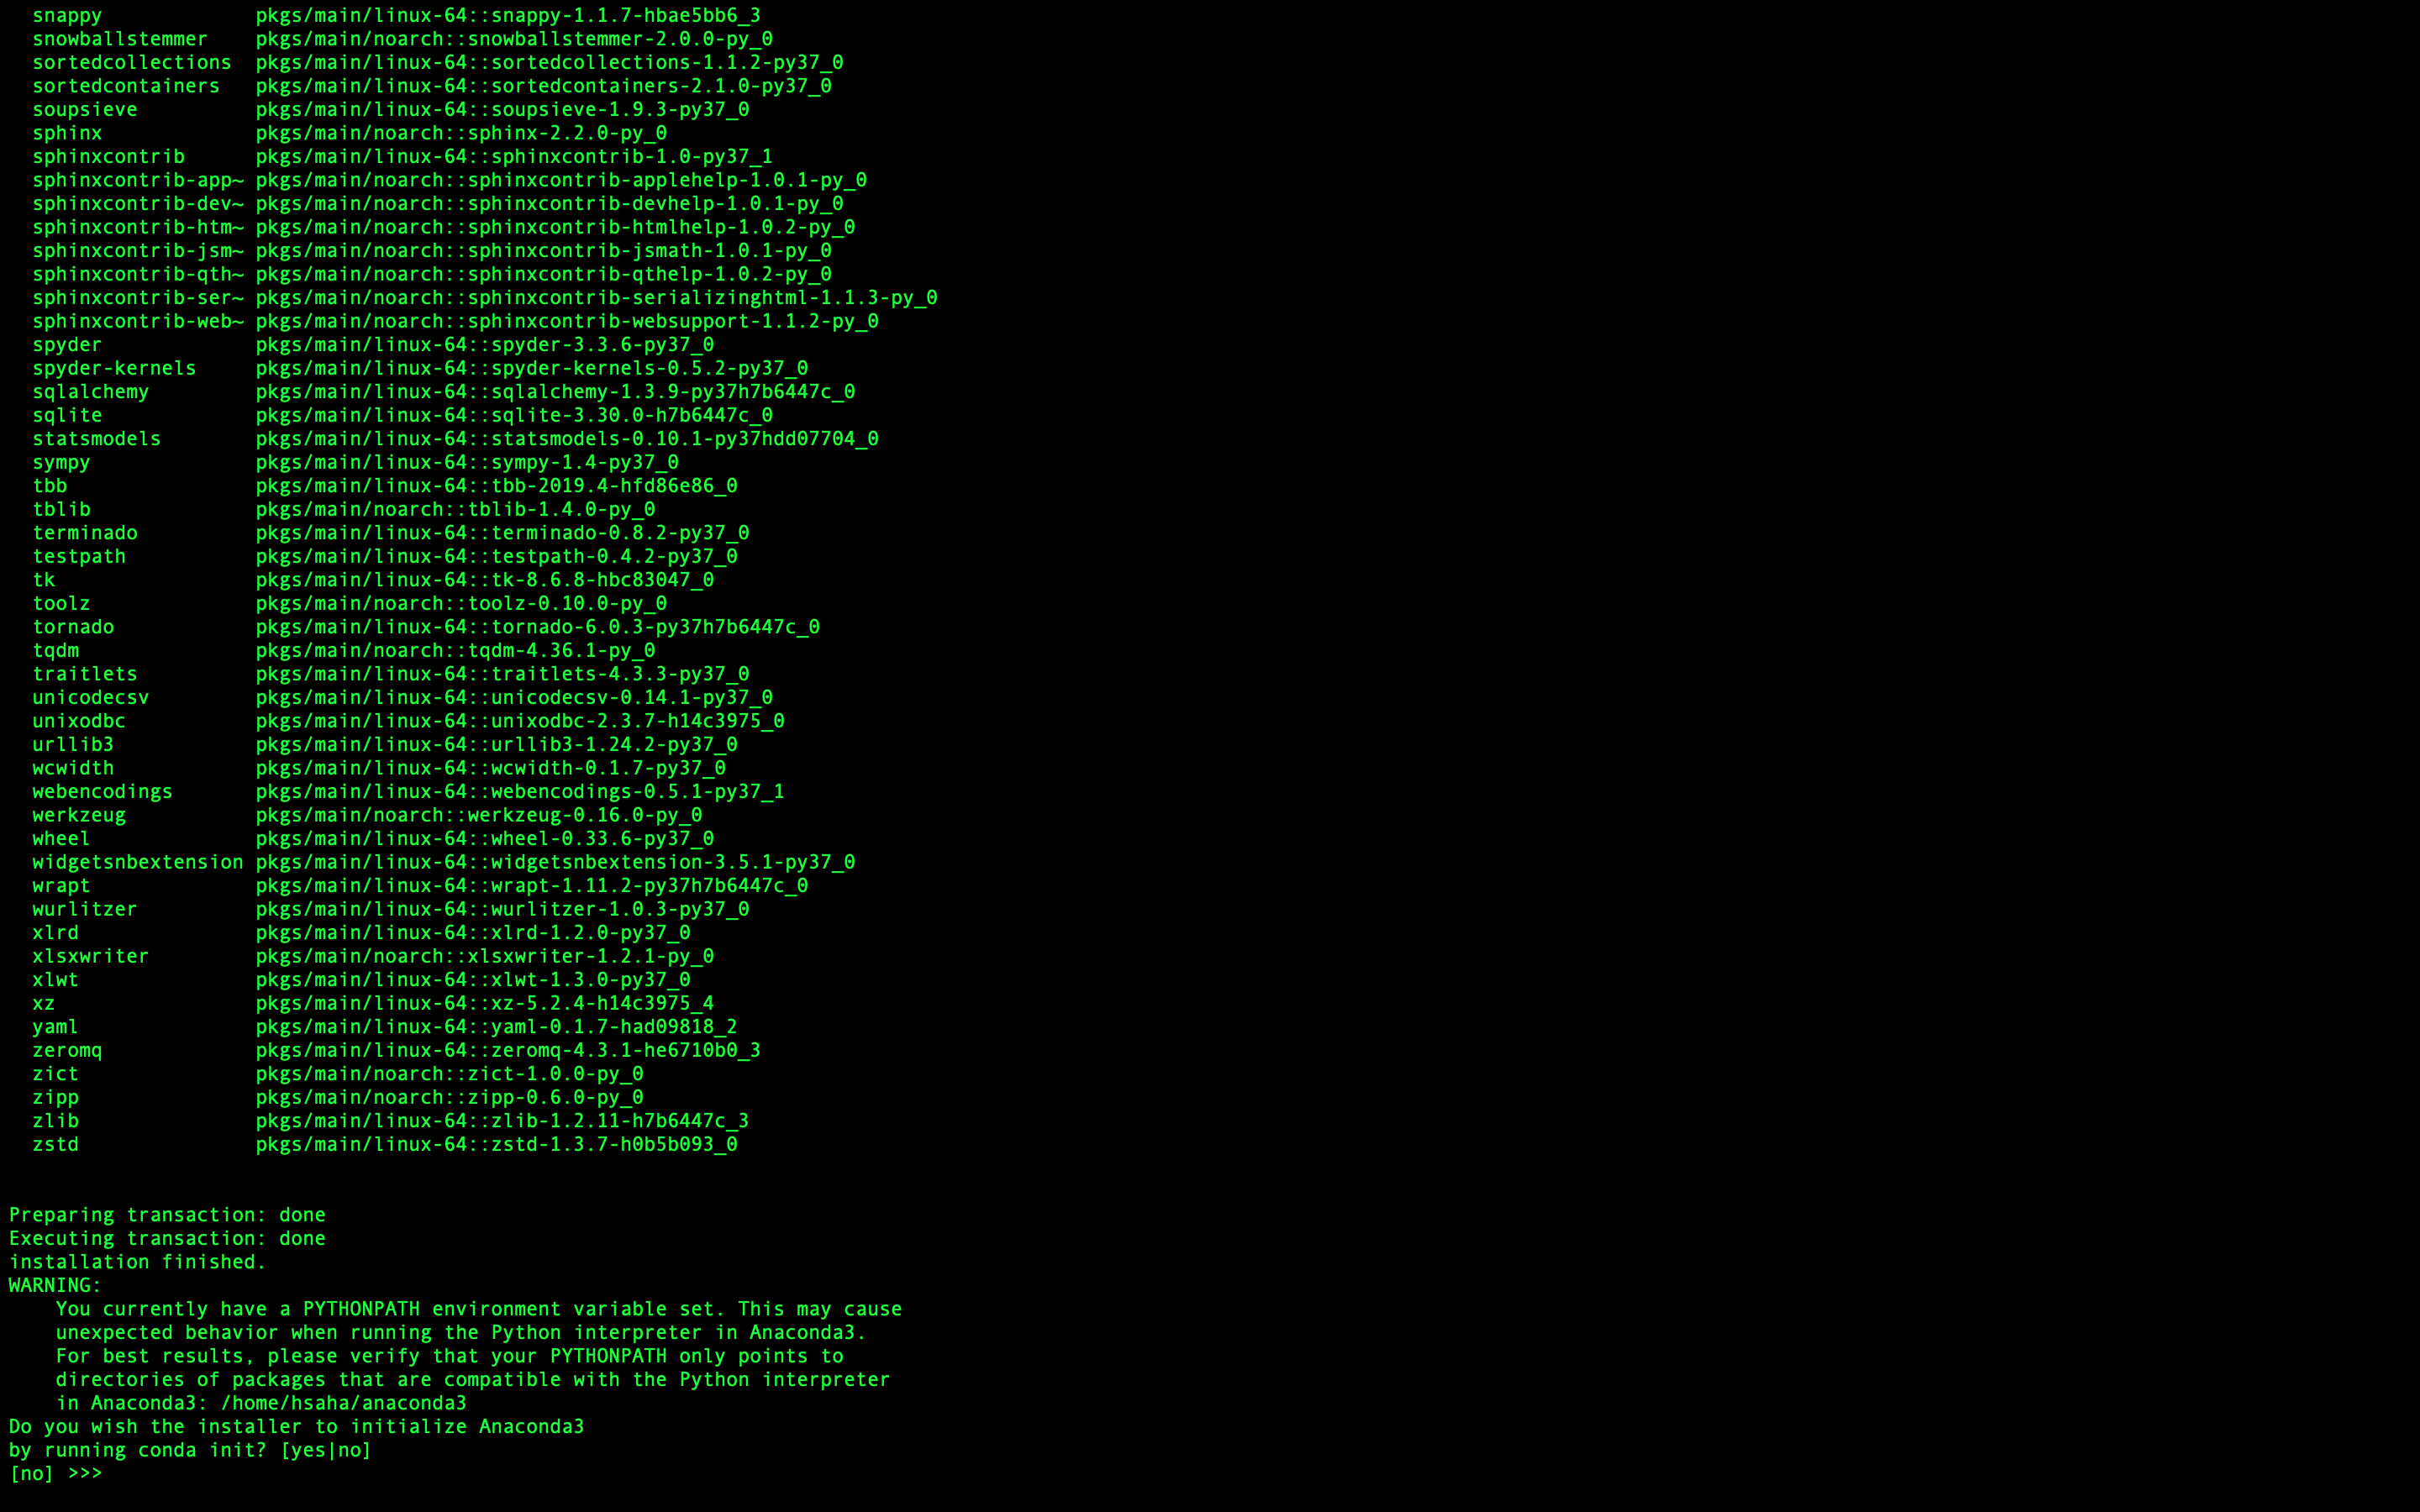 snappy pkgs/main/linux-64::snappy-1.1.7-hbae5bb6_3
snowballstemmer pkgs/main/noarch::snowballstemmer-2.0.0-py_0
sortedcollections pkgs/main/linux-64::sortedcollections-1.1.2-py37_0
sortedcontainers pkgs/main/linux-64::sortedcontainers-2.1.0-py37_0
soupsieve pkgs/main/linux-64::soupsieve-1.9.3-py37_0
sphinx pkgs/main/noarch::sphinx-2.2.0-py_0
sphinxcontrib pkgs/main/linux-64::sphinxcontrib-1.0-py37_1
sphinxcontrib-app~ pkgs/main/noarch::sphinxcontrib-applehelp-1.0.1-py_0
sphinxcontrib-dev~ pkgs/main/noarch::sphinxcontrib-devhelp-1.0.1-py_0
sphinxcontrib-htm~ pkgs/main/noarch::sphinxcontrib-htmlhelp-1.0.2-py_0
sphinxcontrib-jsm~ pkgs/main/noarch::sphinxcontrib-jsmath-1.0.1-py_0
sphinxcontrib-qth~ pkgs/main/noarch::sphinxcontrib-qthelp-1.0.2-py_0
sphinxcontrib-ser~ pkgs/main/noarch::sphinxcontrib-serializinghtml-1.1.3-py_0
sphinxcontrib-web~ pkgs/main/noarch::sphinxcontrib-websupport-1.1.2-py_0
spyder pkgs/main/linux-64::spyder-3.3.6-py37_0
spyder-kernels pkgs/main/linux-64::spyder-kernels-0.5.2-py37_0
sqlalchemy pkgs/main/linux-64::sqlalchemy-1.3.9-py37h7b6447c_0
sqlite pkgs/main/linux-64::sqlite-3.30.0-h7b6447c_0
statsmodels pkgs/main/linux-64::statsmodels-0.10.1-py37hdd07704_0
sympy pkgs/main/linux-64::sympy-1.4-py37_0
tbb pkgs/main/linux-64::tbb-2019.4-hfd86e86_0
tblib pkgs/main/noarch::tblib-1.4.0-py_0
terminado pkgs/main/linux-64::terminado-0.8.2-py37_0
testpath pkgs/main/linux-64::testpath-0.4.2-py37_0
tk pkgs/main/linux-64::tk-8.6.8-hbc83047_0
toolz pkgs/main/noarch::toolz-0.10.0-py_0
tornado pkgs/main/linux-64::tornado-6.0.3-py37h7b6447c_0
tqdm pkgs/main/noarch::tqdm-4.36.1-py_0
traitlets pkgs/main/linux-64::traitlets-4.3.3-py37_0
unicodecsv pkgs/main/linux-64::unicodecsv-0.14.1-py37_0
unixodbc pkgs/main/linux-64::unixodbc-2.3.7-h14c3975_0
urllib3 pkgs/main/linux-64::urllib3-1.24.2-py37_0
wcwidth pkgs/main/linux-64::wcwidth-0.1.7-py37_0
webencodings pkgs/main/linux-64::webencodings-0.5.1-py37_1
werkzeug pkgs/main/noarch::werkzeug-0.16.0-py_0
wheel pkgs/main/linux-64::wheel-0.33.6-py37_0
widgetsnbextension pkgs/main/linux-64::widgetsnbextension-3.5.1-py37_0
wrapt pkgs/main/linux-64::wrapt-1.11.2-py37h7b6447c_0
wurlitzer pkgs/main/linux-64::wurlitzer-1.0.3-py37_0
xlrd pkgs/main/linux-64::xlrd-1.2.0-py37_0
xlsxwriter pkgs/main/noarch::xlsxwriter-1.2.1-py_0
xlwt pkgs/main/linux-64::xlwt-1.3.0-py37_0
xz pkgs/main/linux-64::xz-5.2.4-h14c3975_4
yaml pkgs/main/linux-64::yaml-0.1.7-had09818_2
zeromq pkgs/main/linux-64::zeromq-4.3.1-he6710b0_3
zict pkgs/main/noarch::zict-1.0.0-py_0
zipp pkgs/main/noarch::zipp-0.6.0-py_0
zlib pkgs/main/linux-64::zlib-1.2.11-h7b6447c_3
zstd pkgs/main/linux-64::zstd-1.3.7-h0b5b093_0
Preparing transaction: done
Executing transaction: done
installation finished.
WARNING:
You currently have a PYTHONPATH environment variable set. This may cause
unexpected behavior when running the Python interpreter in Anaconda3.
For best results, please verify that your PYTHONPATH only points to
directories of packages that are compatible with the Python interpreter
in Anaconda3: /home/hsaha/anaconda3
Do you wish the installer to initialize Anaconda3
by running conda init? [yes|no]
[no] >>>